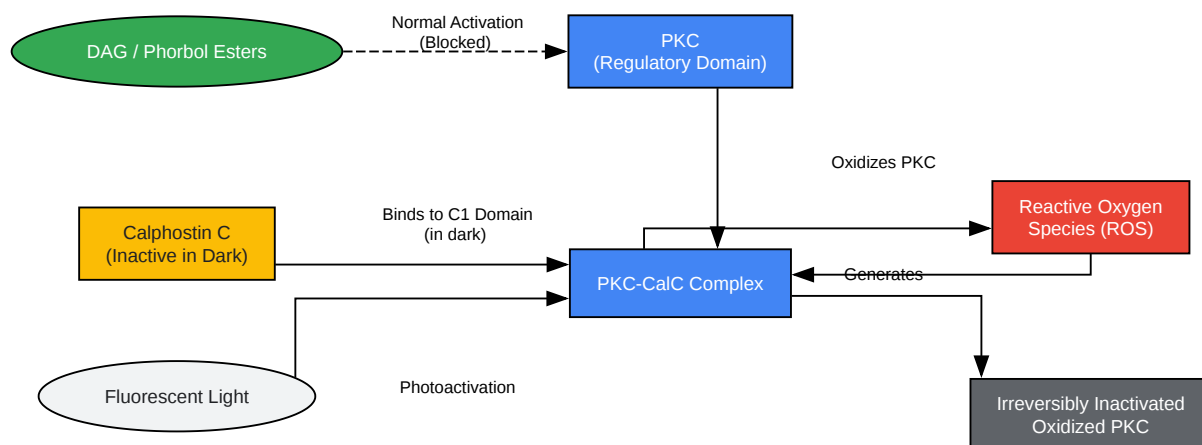 Normal Activation
(Blocked)
DAG / Phorbol Esters
PKC
(Regulatory Domain)
Oxidizes PKC
Calphostin C
(Inactive in Dark)
Binds to C1 Domain
(in dark)
Reactive Oxygen
Species (ROS)
PKC-CalC Complex
Generates
Fluorescent Light
Photoactivation
Irreversibly Inactivated
Oxidized PKC